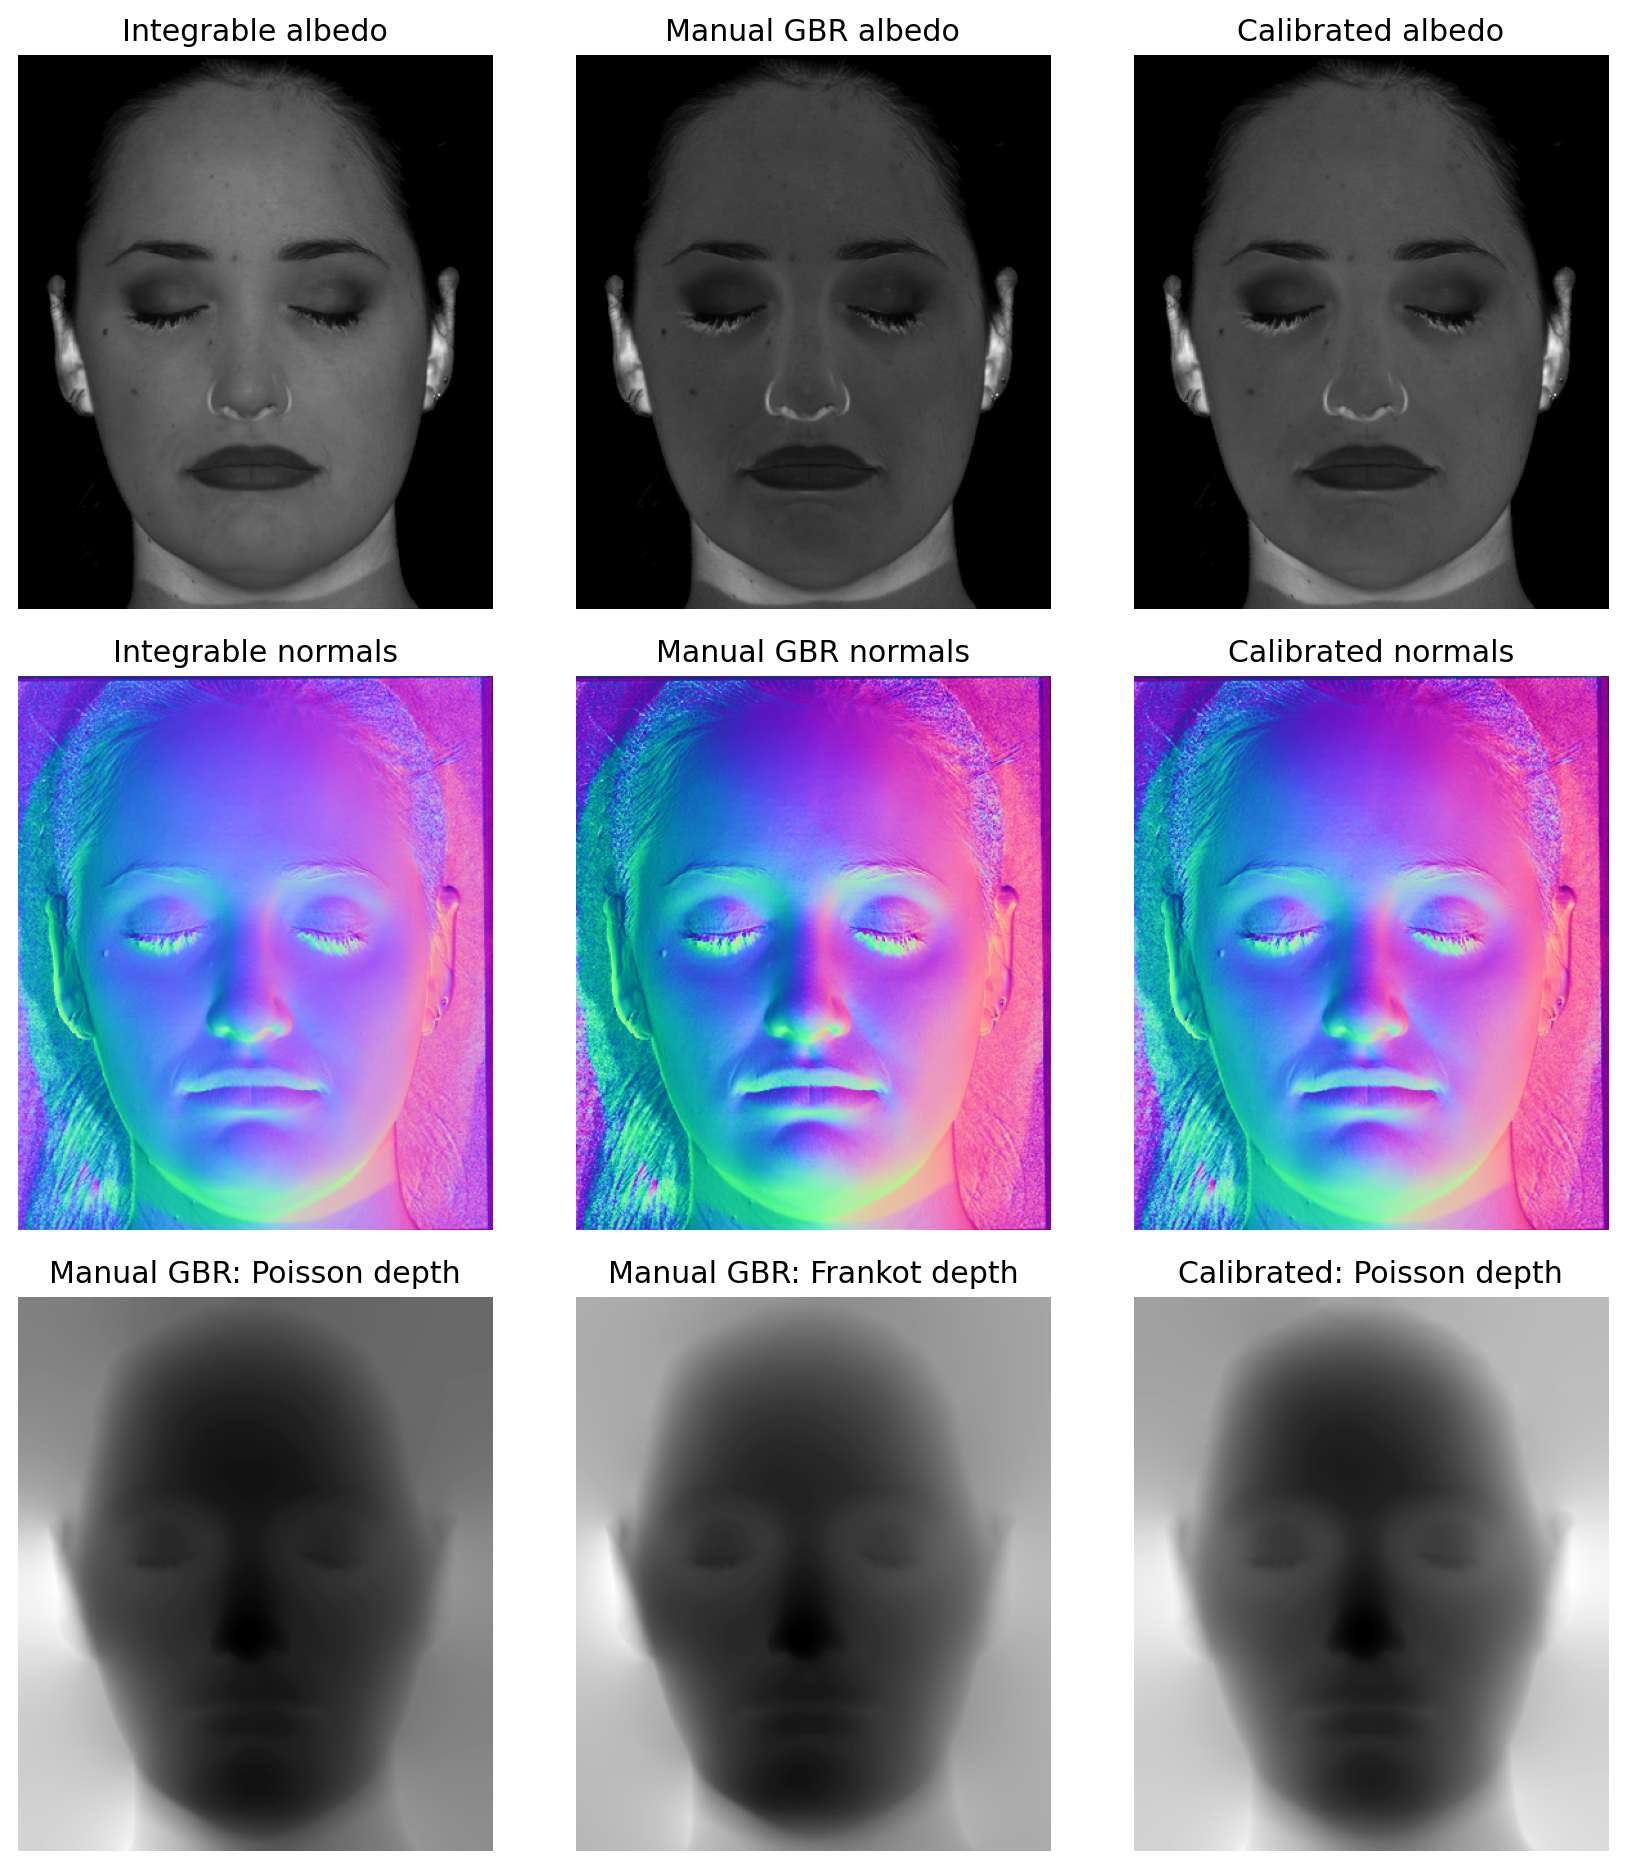 Integrable albedo
Manual GBR albedo
Calibrated albedo
Integrable normals
Manual GBR normals
Calibrated normals
Manual GBR: Poisson depth
Manual GBR: Frankot depth
Calibrated: Poisson depth